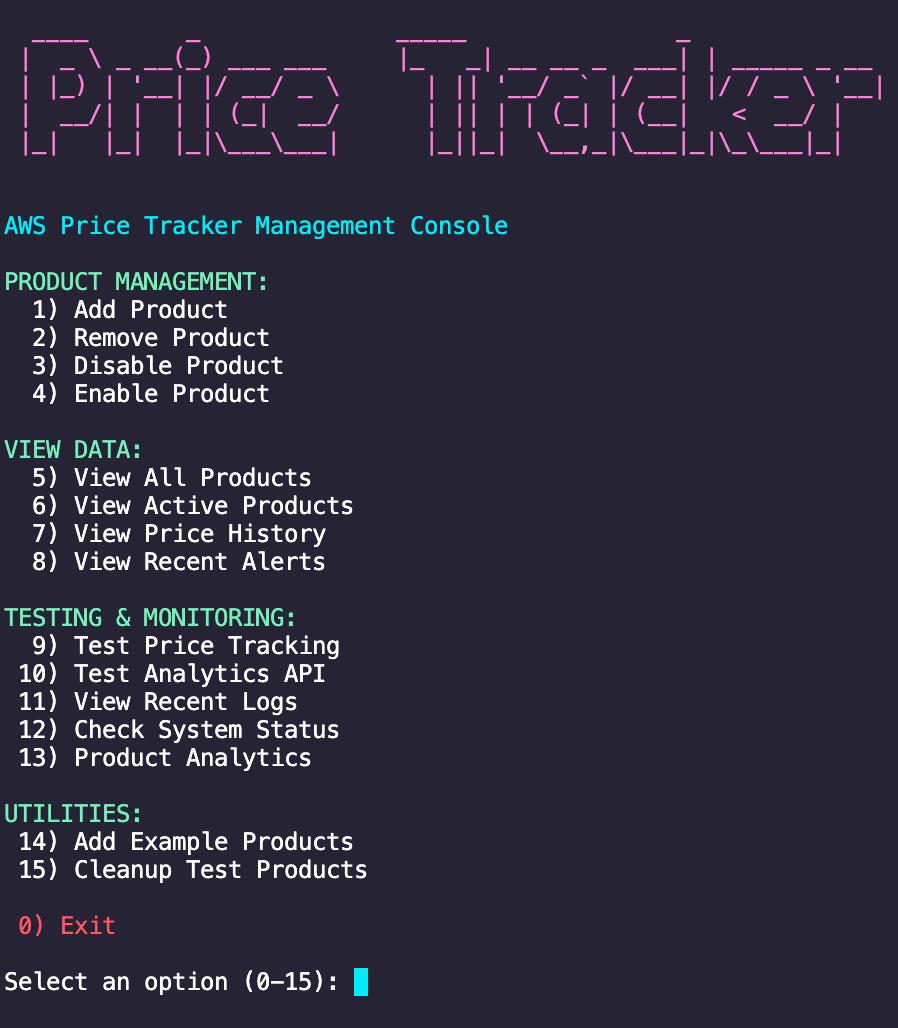 Price Tracker
AWS Price Tracker Management Console
PRODUCT MANAGEMENT:
1) Add Product
2) Remove Product
3) Disable Product
4) Enable Product
VIEW DATA:
5) View All Products
6) View Active Products
7) View Price History
8) View Recent Alerts
TESTING & MONITORING:
9) Test Price Tracking
10) Test Analytics API
11) View Recent Logs
12) Check System Status
13) Product Analytics
UTILITIES:
14) Add Example Products
15) Cleanup Test Products
0) Exit
Select an option (0-15):